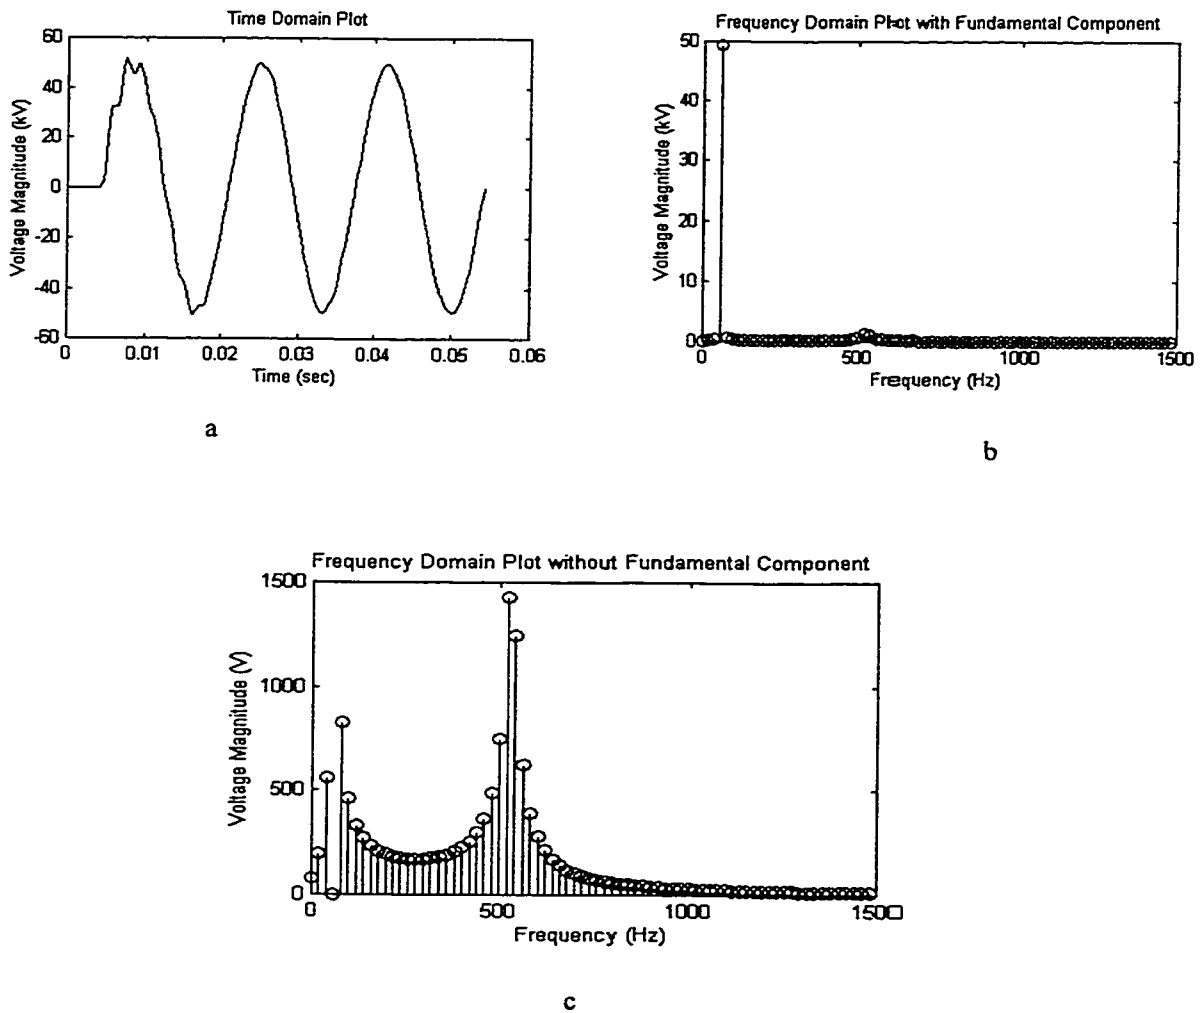 Time Domain Plot
60
40
20
0
-20
-40
-60
Voltage Magnitude (kV)
0 0.01 0.02 0.03 0.04 0.05 0.06
Time (sec)
a
Frequency Domain Plot with Fundamental Component
50
40
30
20
10
0
Voltage Magnitude (kV)
0 500 1000 1500
Frequency (Hz)
b
Frequency Domain Plot without Fundamental Component
1500
1000
500
0
Voltage Magnitude (V)
0 500 1000 1500
Frequency (Hz)
c